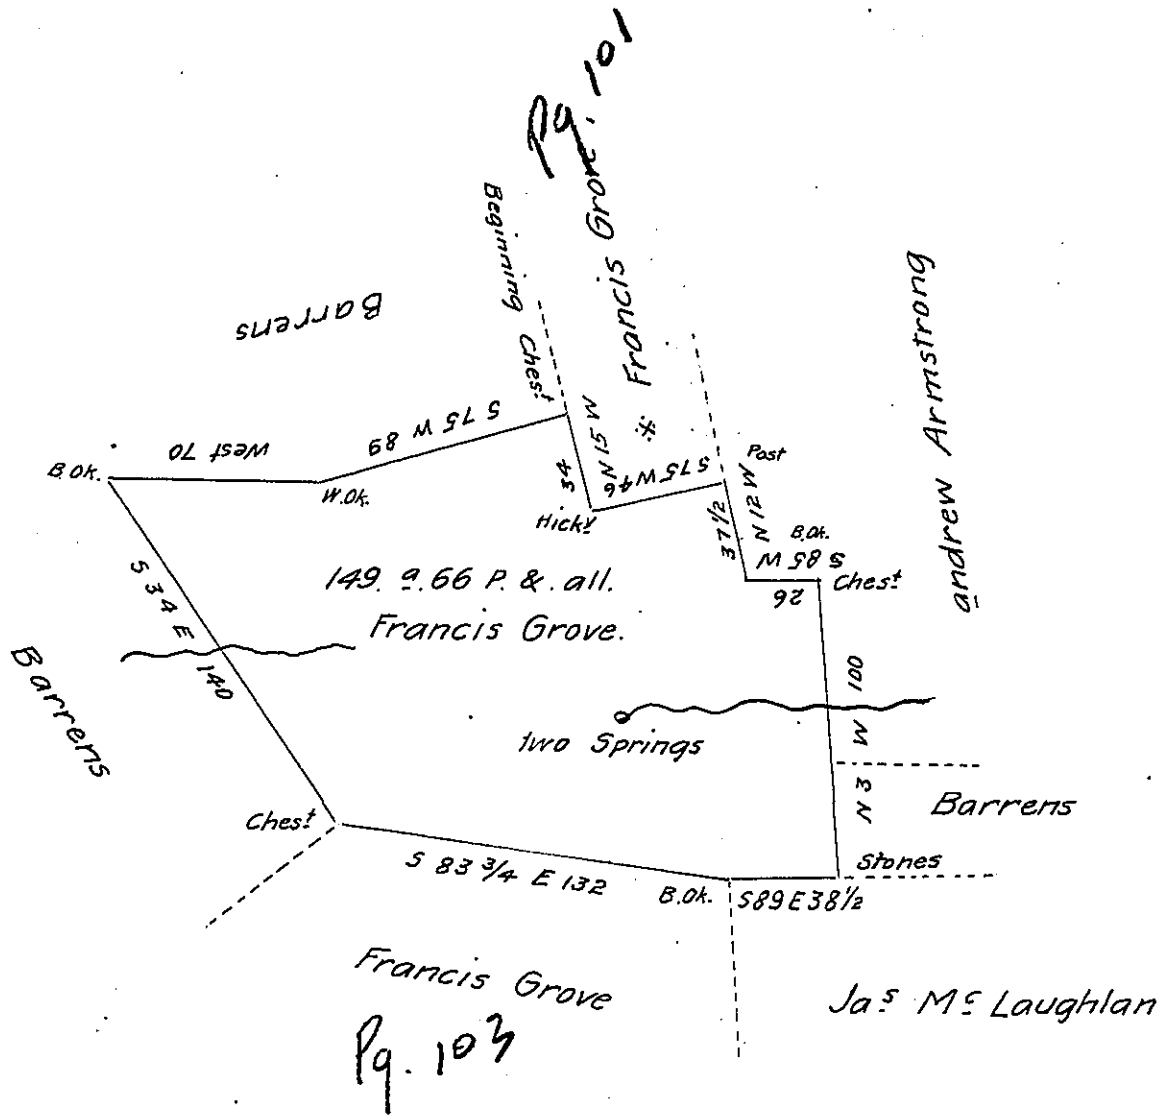 Pg. 101
* Francis Grove.
Beginning Chest
Barrens
andrew Armstrong
S 75 W 89
West 70
B.Ok.
W.Ok.
34
N 15 W
S 75 W 46
Hicky
Post
37 1/2
N 12 W
B.Ok.
S 85 W
26
Chest
149. a. 66 P. & . all.
Francis Grove.
S 34 E
140
Barrens
two Springs
N 3 W 100
Barrens
Chest
S 83 3/4 E 132
B.Ok.
S 89 E 38 1/2
Stones
Francis Grove
Jas Mc Laughlan
Pg. 103